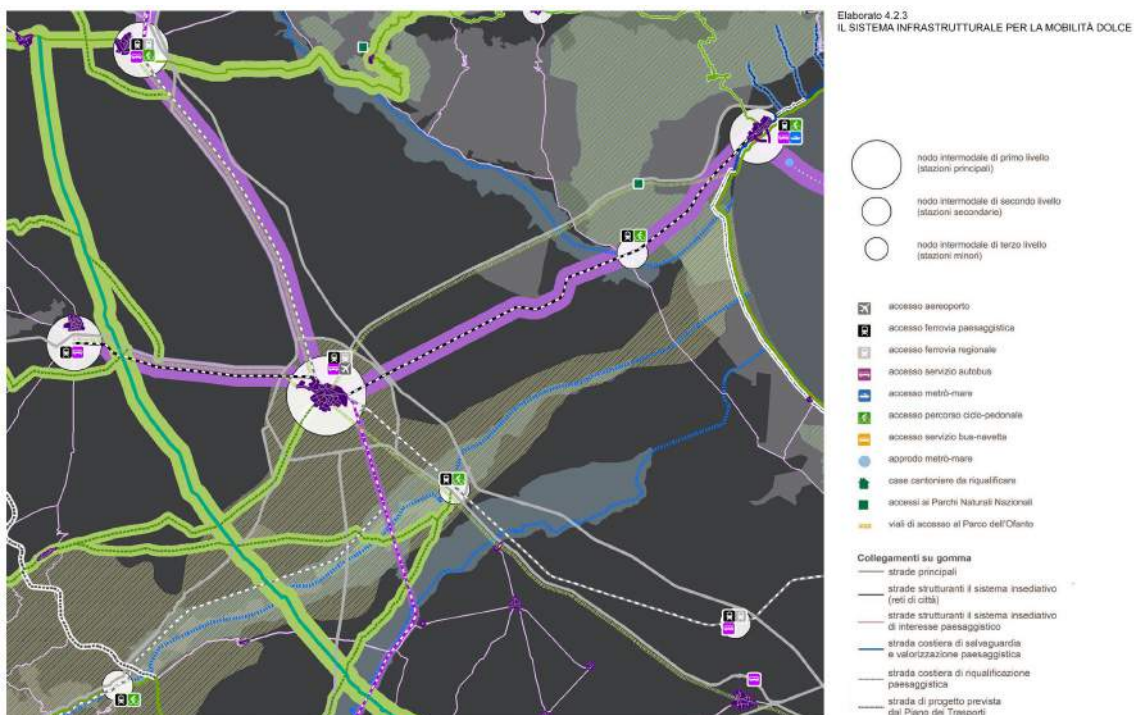 Elaborato 4.2.3
IL SISTEMA INFRASTRUTTURALE PER LA MOBILITÀ DOLCE
nodo intermodale di primo livello
(stazioni principali)
nodo intermodale di secondo livello
(stazioni secondarie)
nodo intermodale di terzo livello
(stazioni minori)
accesso aereoporto
accesso ferrovia paesaggistica
accesso ferrovia regionale
accesso servizio autobus
accesso metrò-mare
accesso percorso ciclo-pedonale
accesso servizio bus-navetta
approdo metrò-mare
case cantoniere da riqualificare
accessi ai Parchi Naturali Nazionali
viali di accesso al Parco dell'Ofanto
Collegamenti su gomma
strade principali
strade strutturanti il sistema insediativo
(reti di città)
strade strutturanti il sistema insediativo
di interesse paesaggistico
strada costiera di salvaguardia
e valorizzazione paesaggistica
strada costiera di riqualificazione
paesaggistica
strada di progetto prevista
dal Piano dei Trasporti